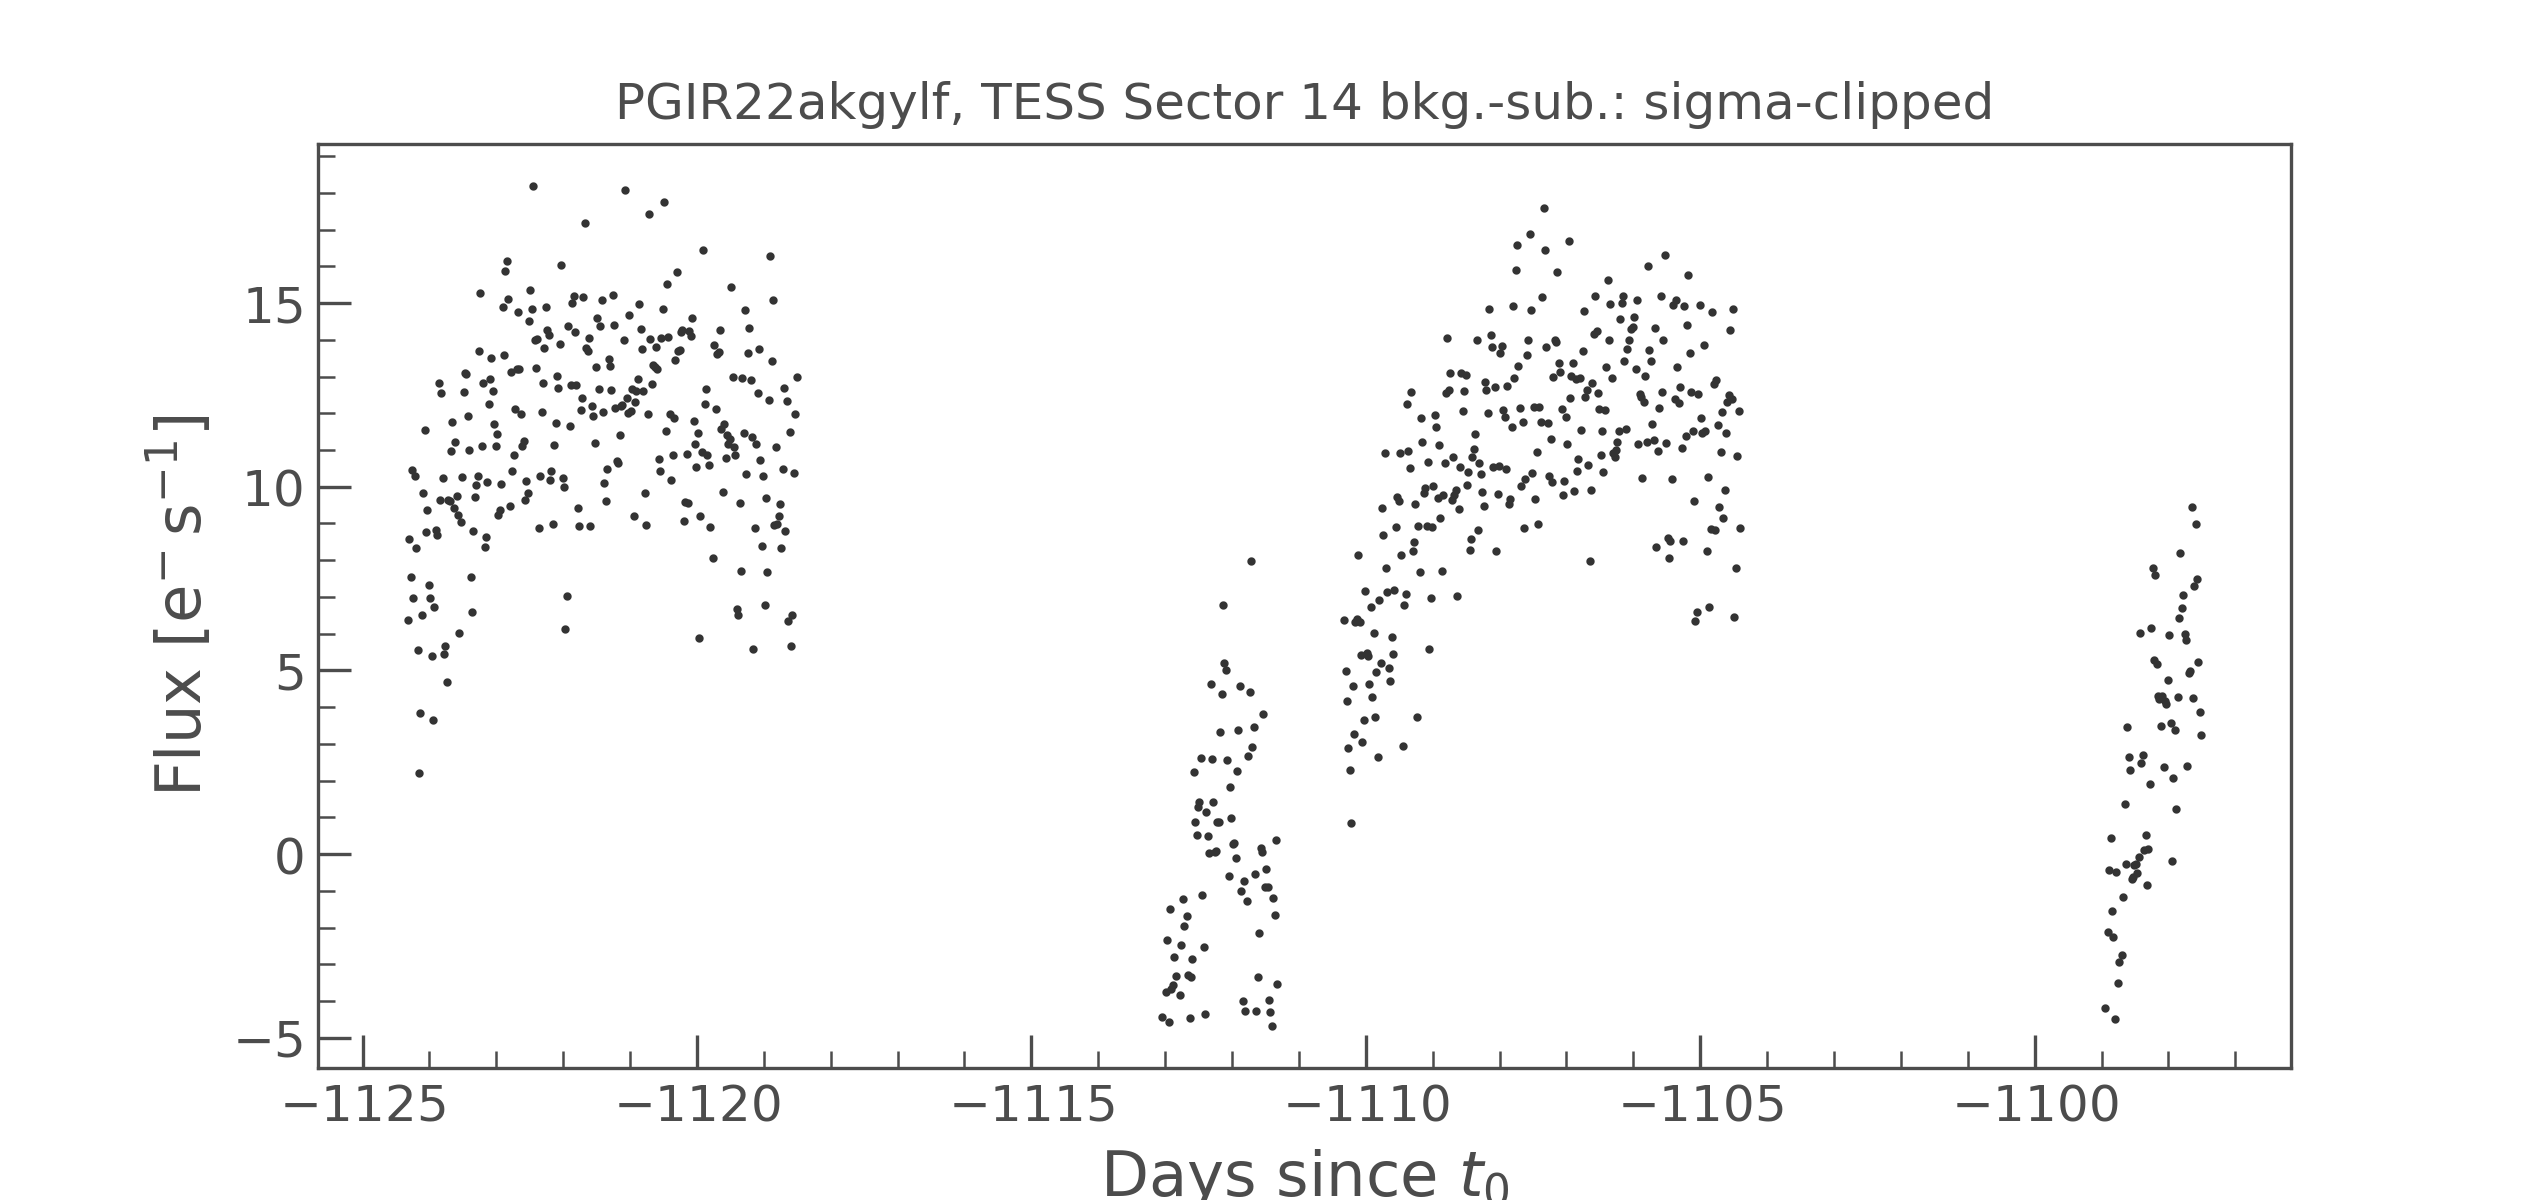 PGIR22akgylf, TESS Sector 14 bkg.-sub.: sigma-clipped
Flux [e⁻ s⁻¹]
15
10
5
0
−5
−1125 −1120 −1115 −1110 −1105 −1100
Days since t₀